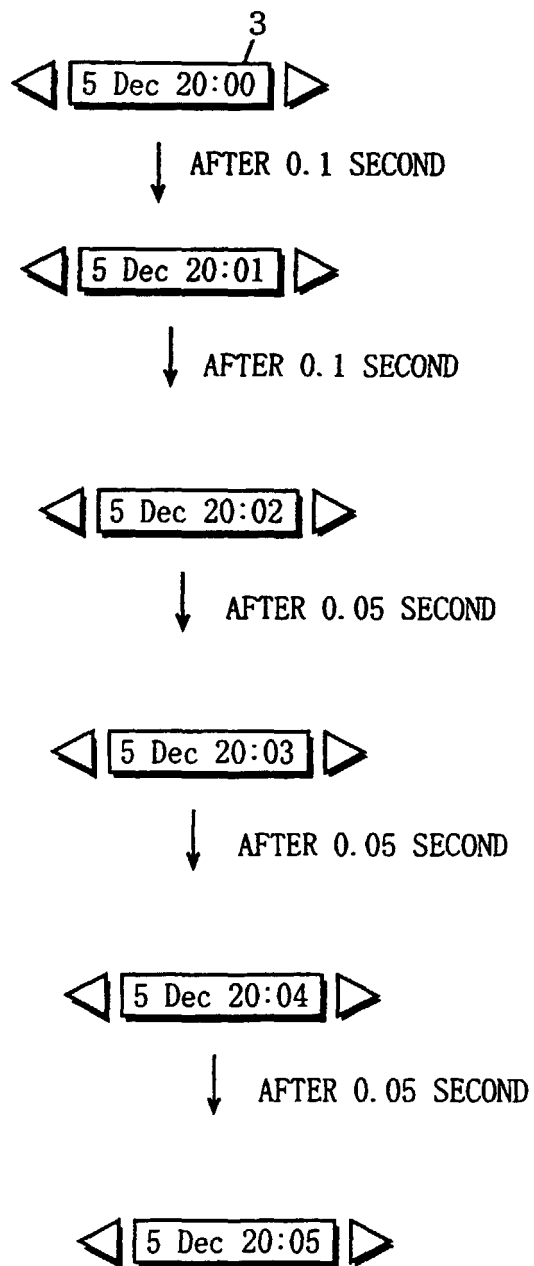 3
5 Dec 20:00
AFTER 0.1 SECOND
5 Dec 20:01
AFTER 0.1 SECOND
5 Dec 20:02
AFTER 0.05 SECOND
5 Dec 20:03
AFTER 0.05 SECOND
5 Dec 20:04
AFTER 0.05 SECOND
5 Dec 20:05